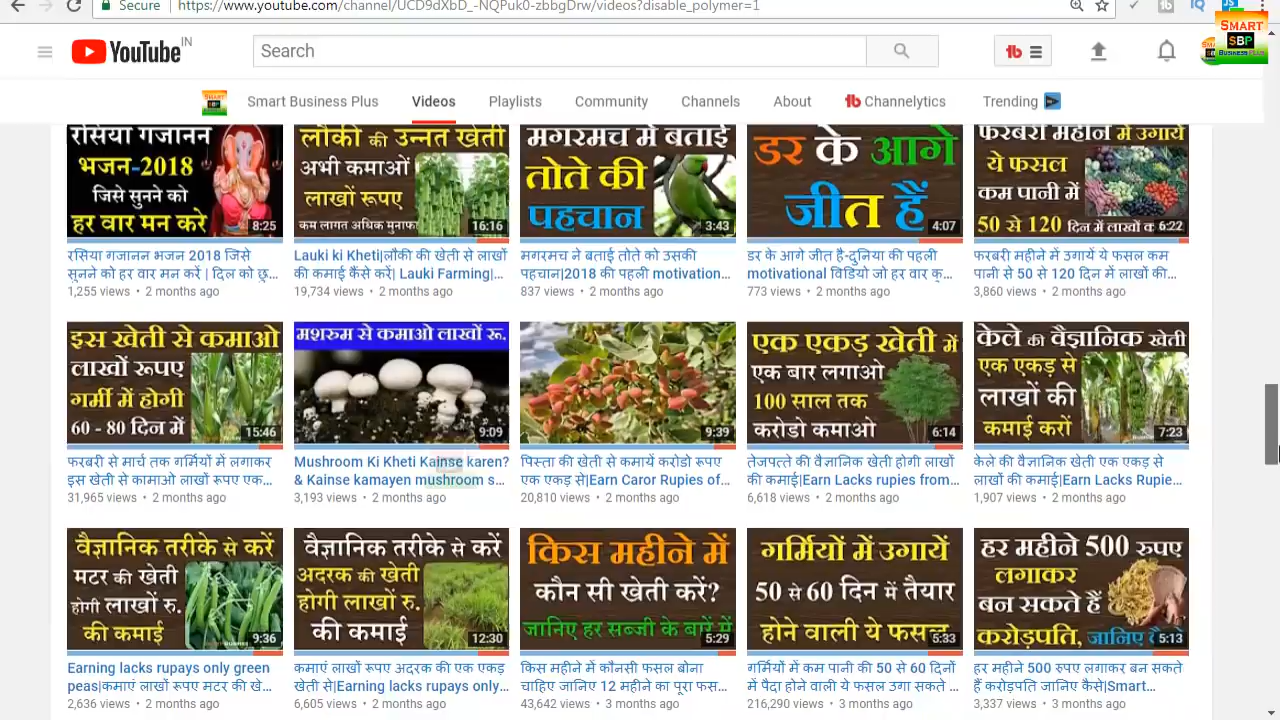 Secure
https://www.youtube.com/channel/UCD9dXbD_-NQPuk0-zbbgDrw/videos?disable_polymer=1
YouTube IN
Search
tb
SMART
SBP
BUSINESS PLUS
Smart Business Plus
Videos
Playlists
Community
Channels
About
tb Channelytics
Trending
रसिया गजानन
भजन-2018
जिसे सुनने को
हर वार मन करे
8:25
लौकी की उन्नत खेती
अभी कमाओं
लाखों रूपए
कम लागत अधिक मुनाफा
16:16
मगरमच ने बताई
तोते की
पहचान
3:43
डर के आगे
जीत हैं
4:07
फरबरी महीने में उगायें
ये फसल
कम पानी में
50 से 120 दिन में लाखों
6:22
रसिया गजानन भजन 2018 जिसे
सुनने को हर वार मन करे | दिल को छू...
1,255 views • 2 months ago
Lauki ki Kheti|लौकी की खेती से लाखों
की कमाई कैंसे करें| Lauki Farming|...
19,734 views • 2 months ago
मगरमच ने बताई तोते को उसकी
पहचान|2018 की पहली motivation...
837 views • 2 months ago
डर के आगे जीत है-दुनिया की पहली
motivational विडियो जो हर वार क्...
773 views • 2 months ago
फरबरी महीने में उगायें ये फसल कम
पानी से 50 से 120 दिन में लाखों की...
3,860 views • 2 months ago
इस खेती से कमाओ
लाखों रूपए
गर्मी में होगी
60 - 80 दिन में
15:46
मशरुम से कमाओ लाखों रू.
9:09
9:39
एक एकड़ खेती में
एक बार लगाओ
100 साल तक
करोडो कमाओ
6:14
केले की वैज्ञानिक खेती
एक एकड़ से
लाखों की
कमाई करों
7:23
फरबरी से मार्च तक गर्मियों में लगाकर
इस खेती से कामाओ लाखों रूपए एक...
31,965 views • 2 months ago
Mushroom Ki Kheti Kainse karen?
& Kainse kamayen mushroom s...
3,193 views • 2 months ago
पिस्ता की खेती से कमायें करोडो रूपए
एक एकड़ से|Earn Caror Rupies of...
20,810 views • 2 months ago
तेजपत्ते की वैज्ञानिक खेती होगी लाखों
की कमाई|Earn Lacks rupies from...
6,618 views • 2 months ago
केले की वैज्ञानिक खेती एक एकड़ से
लाखों की कमाई|Earn Lacks Rupie...
1,907 views • 2 months ago
वैज्ञानिक तरीके से करें
मटर की खेती
होगी लाखों रु.
की कमाई
9:36
वैज्ञानिक तरीके से करें
अदरक की खेती
होगी लाखों रु.
की कमाई
12:30
किस महीने में
कौन सी खेती करें?
जानिए हर सब्जी के बारें में
5:29
गर्मियों में उगायें
50 से 60 दिन में तैयार
होने वाली ये फसल
5:33
हर महीने 500 रुपए
लगाकर
बन सकते हैं
करोड़पति, जानिए
5:13
Earning lacks rupays only green
peas|कमाएं लाखों रूपए मटर की खे...
2,636 views • 2 months ago
कमाएं लाखों रूपए अदरक की एक एकड़
खेती से|Earning lacks rupays only...
6,605 views • 2 months ago
किस महीने में कौनसी फसल बोना
चाहिए जानिए 12 महीने का पूरा फस...
43,642 views • 3 months ago
गर्मियों में कम पानी की 50 से 60 दिनों
में पैदा होने वाली ये फसल उगा सकते ...
216,290 views • 3 months ago
हर महीने 500 रुपए लगाकर बन सकते
हैं करोड़पति जानिए कैसे|Smart...
3,337 views • 3 months ago